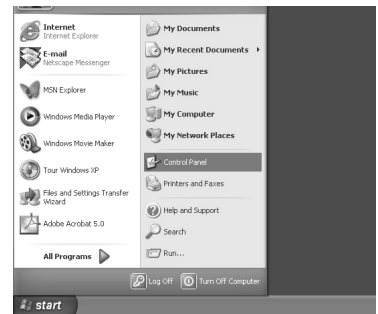 Internet
Internet Explorer
E-mail
Netscape Messenger
MSN Explorer
Windows Media Player
Windows Movie Maker
Tour Windows XP
Files and Settings Transfer
Wizard
Adobe Acrobat 5.0
All Programs
My Documents
My Recent Documents
My Pictures
My Music
My Computer
My Network Places
Control Panel
Printers and Faxes
Help and Support
Search
Run...
Log Off
Turn Off Computer
start